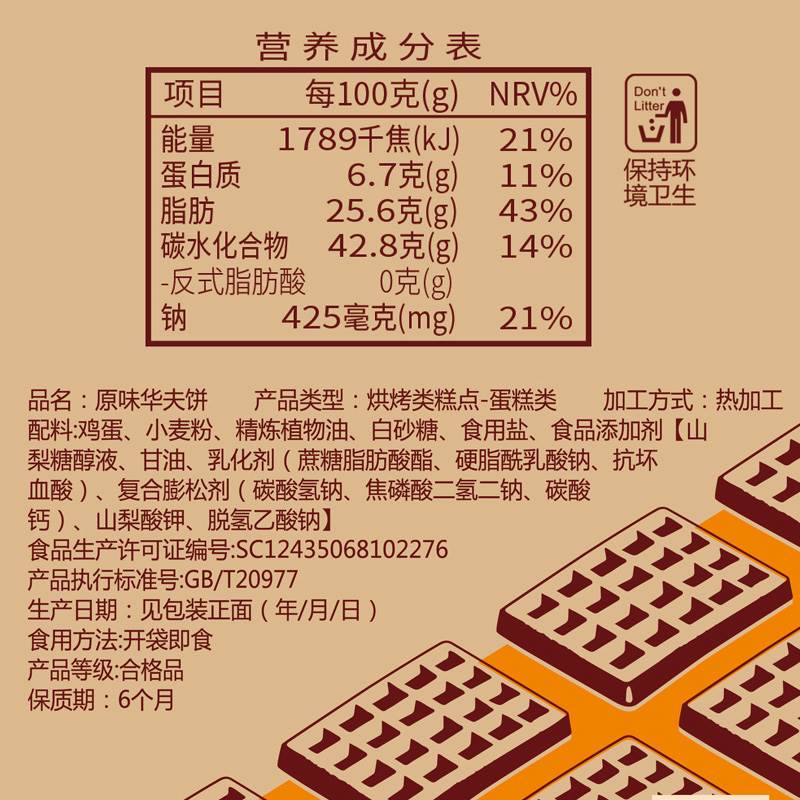 营养成分表
项目 每100克(g) NRV%
能量 1789千焦(kJ) 21%
蛋白质 6.7克(g) 11%
脂肪 25.6克(g) 43%
碳水化合物 42.8克(g) 14%
-反式脂肪酸 0克(g)
钠 425毫克(mg) 21%
Don't
Litter
保持环
境卫生
品名：原味华夫饼 产品类型：烘烤类糕点-蛋糕类 加工方式：热加工
配料:鸡蛋、小麦粉、精炼植物油、白砂糖、食用盐、食品添加剂【山
梨糖醇液、甘油、乳化剂（蔗糖脂肪酸酯、硬脂酰乳酸钠、抗坏
血酸）、复合膨松剂（碳酸氢钠、焦磷酸二氢二钠、碳酸
钙）、山梨酸钾、脱氢乙酸钠】
食品生产许可证编号:SC12435068102276
产品执行标准号:GB/T20977
生产日期：见包装正面（年/月/日）
食用方法:开袋即食
产品等级:合格品
保质期：6个月